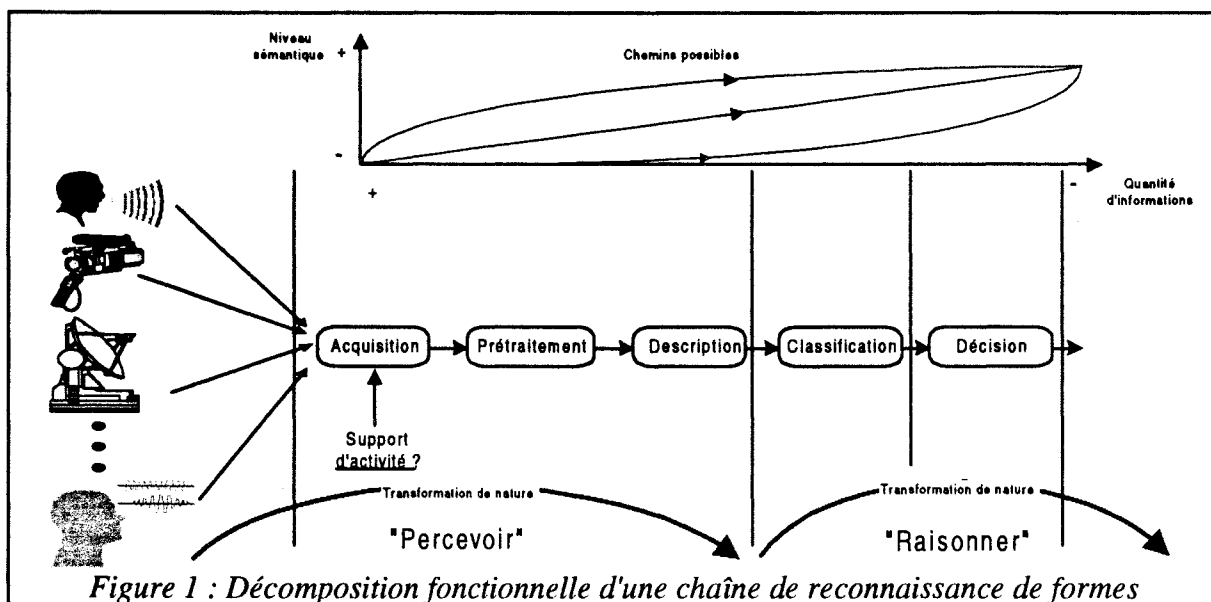 Niveau
sémantique
+
Chemins possibles
-
+
-
Quantité
d'informations
Acquisition
Prétraitement
Description
Classification
Décision
Support
d'activité ?
Transformation de nature
Transformation de nature
"Percevoir"
"Raisonner"
Figure 1 : Décomposition fonctionnelle d'une chaîne de reconnaissance de formes